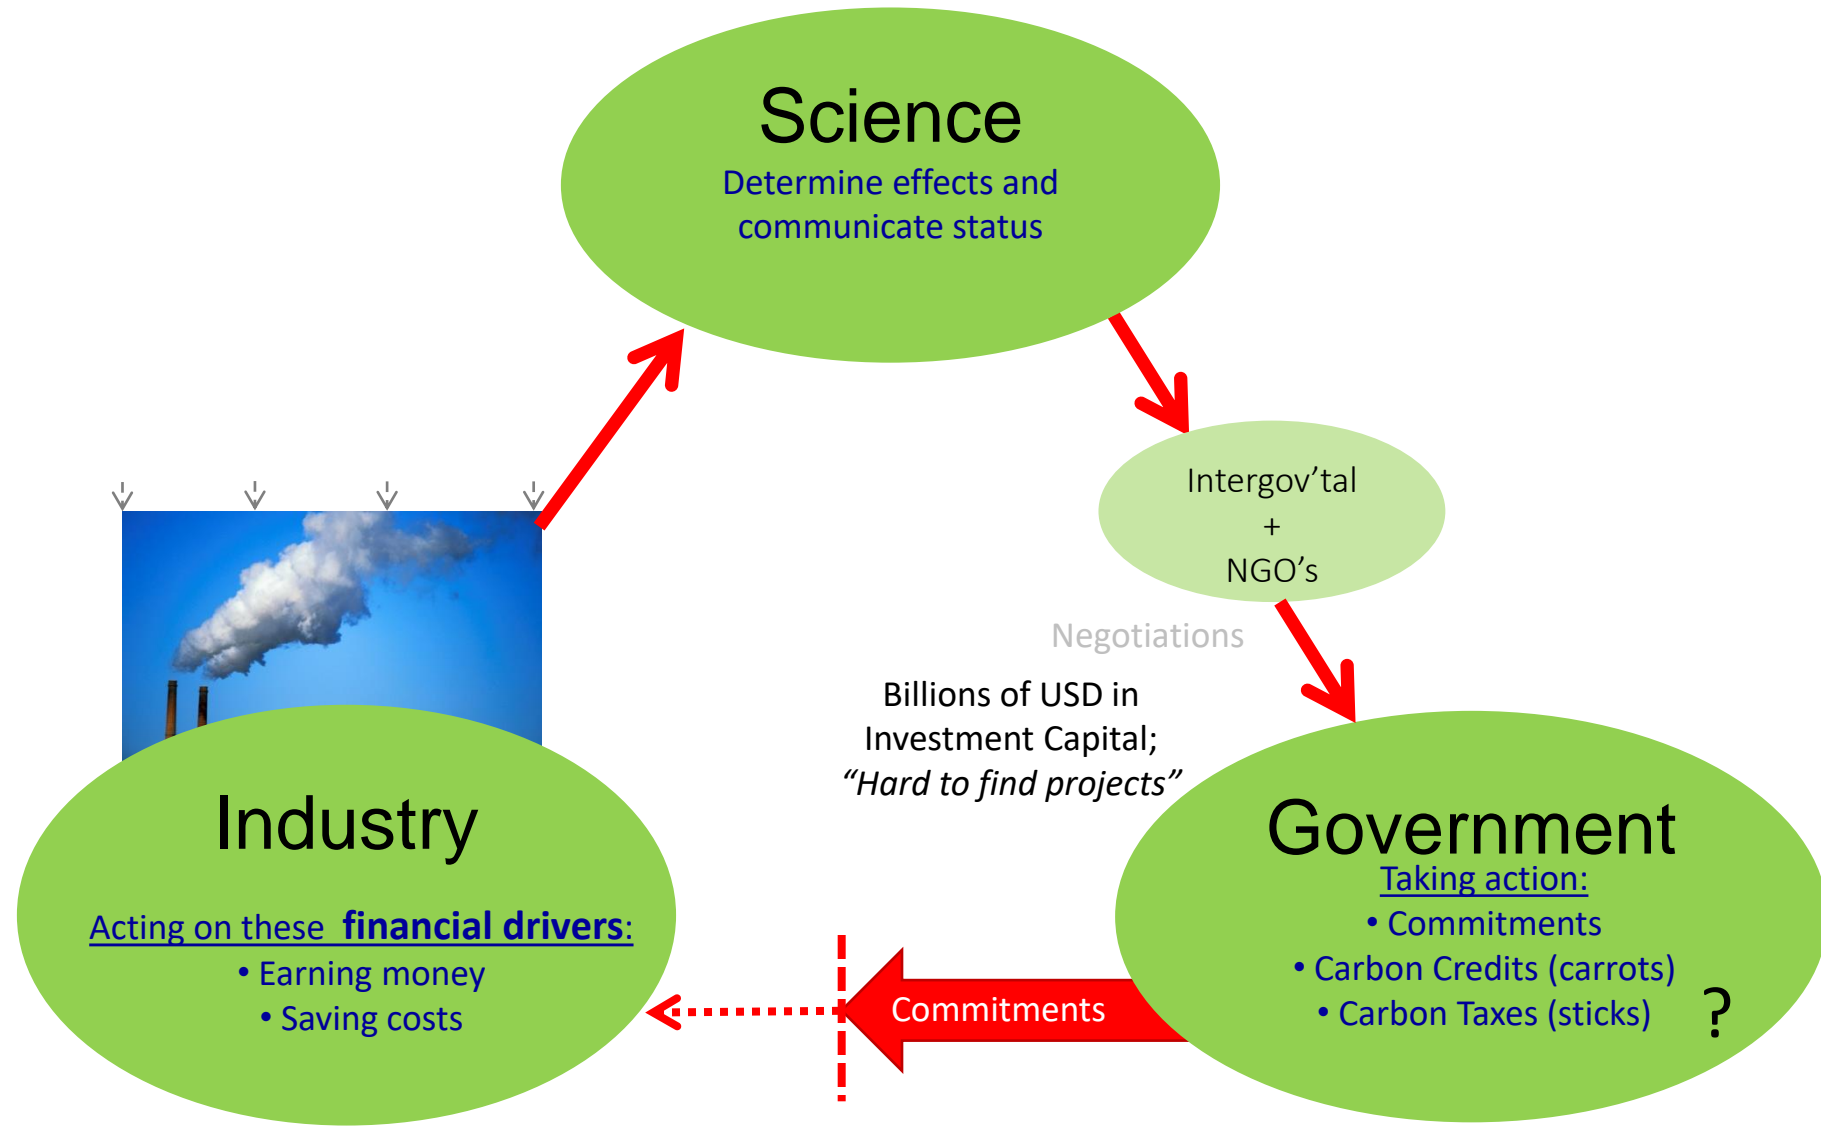 Science
Determine effects and
communicate status
Intergov’tal
+
NGO’s
Negotiations
Billions of USD in
Investment Capital;
“Hard to find projects”
Industry
Acting on these financial drivers:
• Earning money
• Saving costs
Government
Taking action:
• Commitments
• Carbon Credits (carrots)
• Carbon Taxes (sticks)
?
Commitments